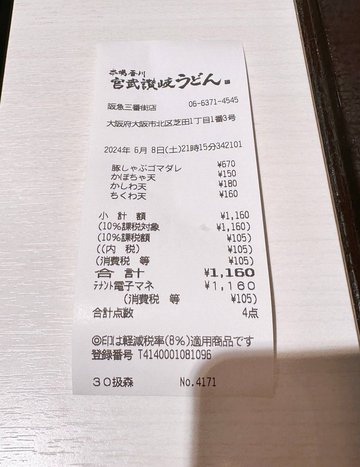 本場香川
宮武讃岐うどん
阪急三番街店 06-6371-4545
大阪府大阪市北区芝田1丁目1番3号
2024年 6月 8日(土)21時15分342101
豚しゃぶゴマダレ ¥670
かぼちゃ天 ¥150
かしわ天 ¥180
ちくわ天 ¥160
小 計 額 ¥1,160
(10%課税対象 ¥1,160)
(10%課税額 ¥105)
((内 税) ¥105)
(消費税 等 ¥105)
合 計 ¥1,160
テナント電子マネ ¥1,160
(消費税 等 ¥105)
合計点数 4点
◎印は軽減税率(8%)適用商品です
登録番号 T4140001081096
30扱森 No.4171